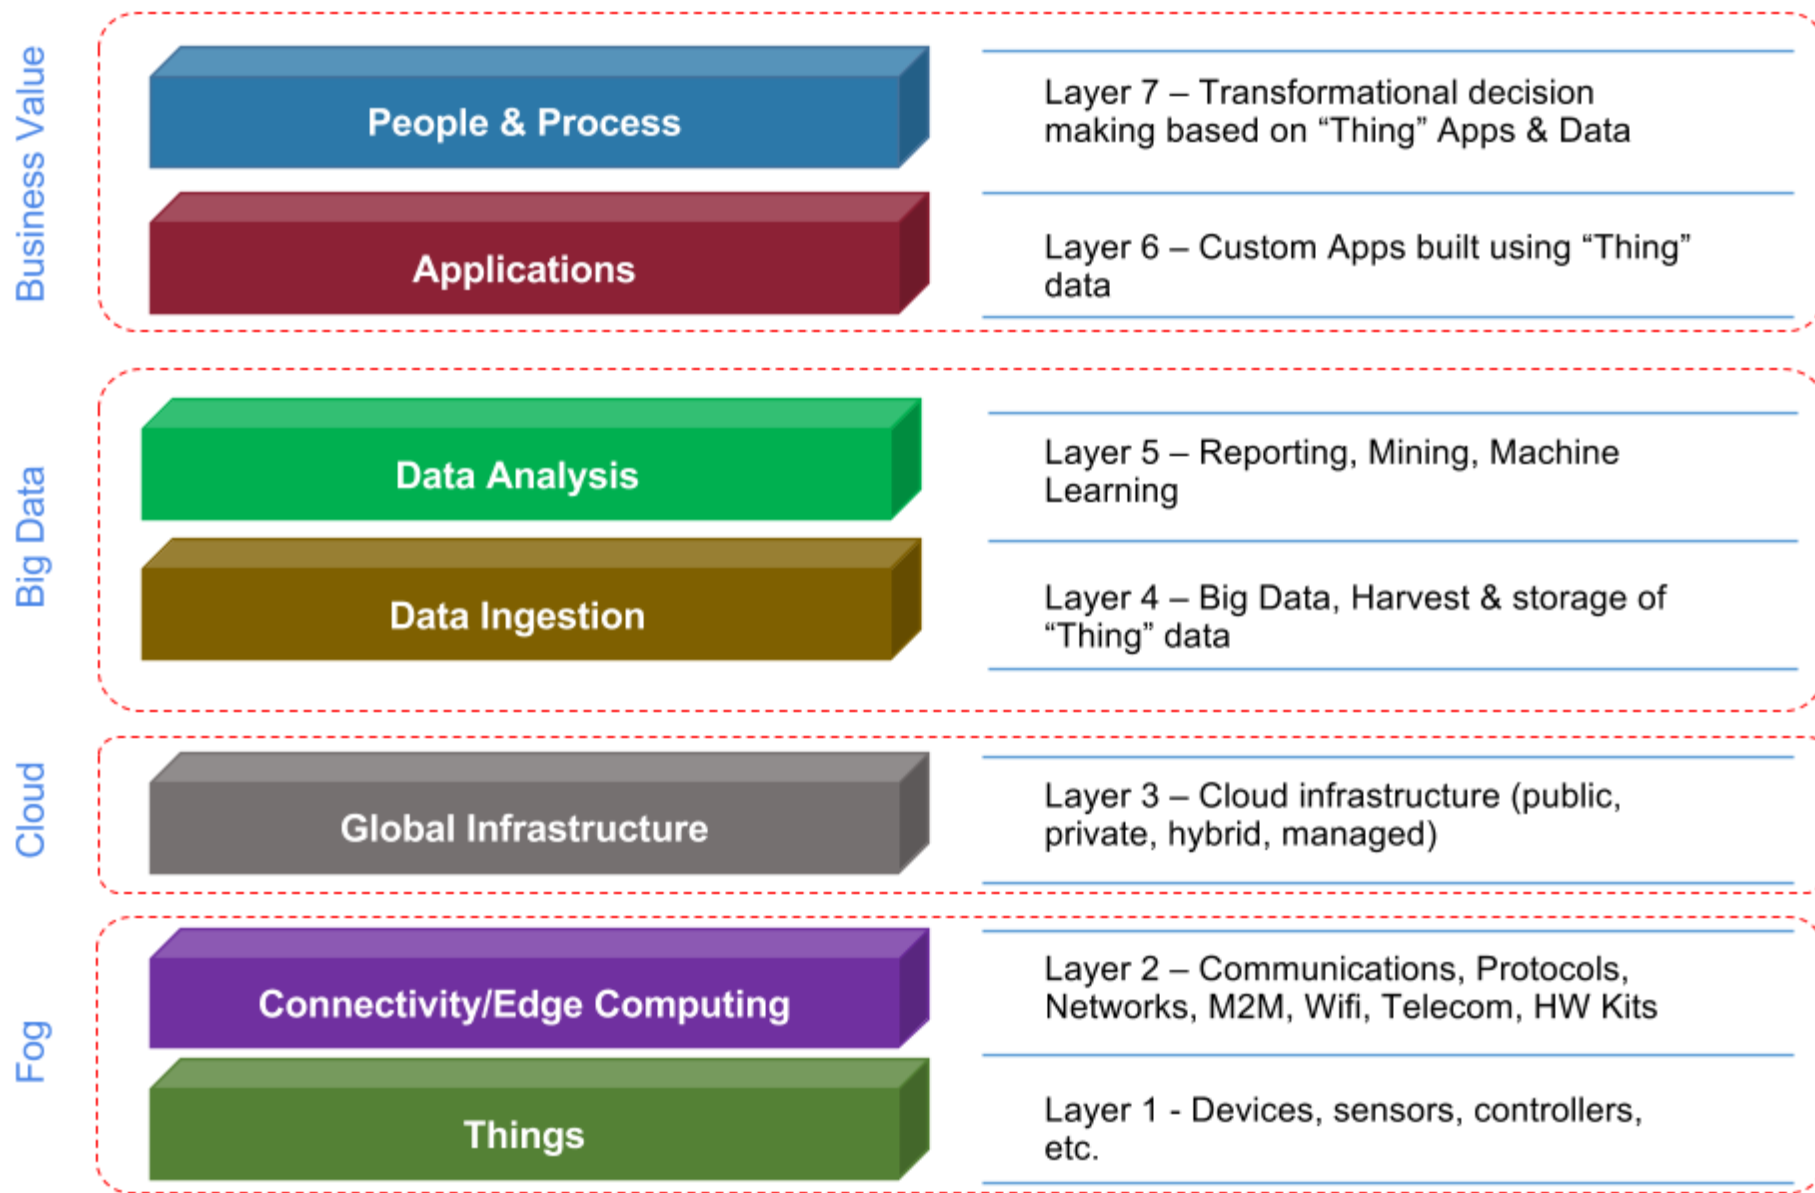 Business Value
People & Process
Layer 7 – Transformational decision
making based on “Thing” Apps & Data
Applications
Layer 6 – Custom Apps built using “Thing”
data
Big Data
Data Analysis
Layer 5 – Reporting, Mining, Machine
Learning
Data Ingestion
Layer 4 – Big Data, Harvest & storage of
“Thing” data
Cloud
Global Infrastructure
Layer 3 – Cloud infrastructure (public,
private, hybrid, managed)
Fog
Connectivity/Edge Computing
Layer 2 – Communications, Protocols,
Networks, M2M, Wifi, Telecom, HW Kits
Things
Layer 1 - Devices, sensors, controllers,
etc.